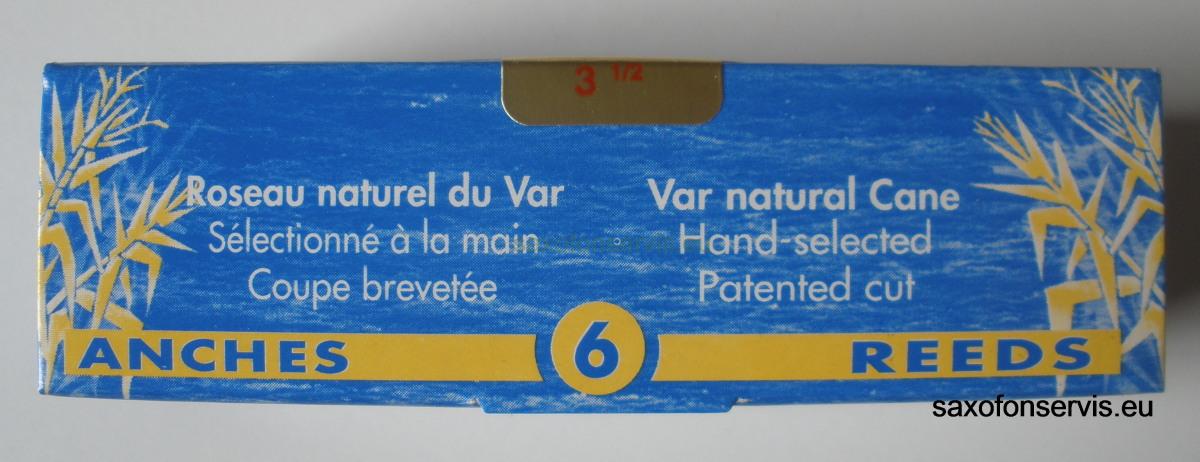 3 1/2
Roseau naturel du Var
Sélectionné à la main
Coupe brevetée
Var natural Cane
Hand-selected
Patented cut
ANCHES
6
REEDS
saxofonservis.eu